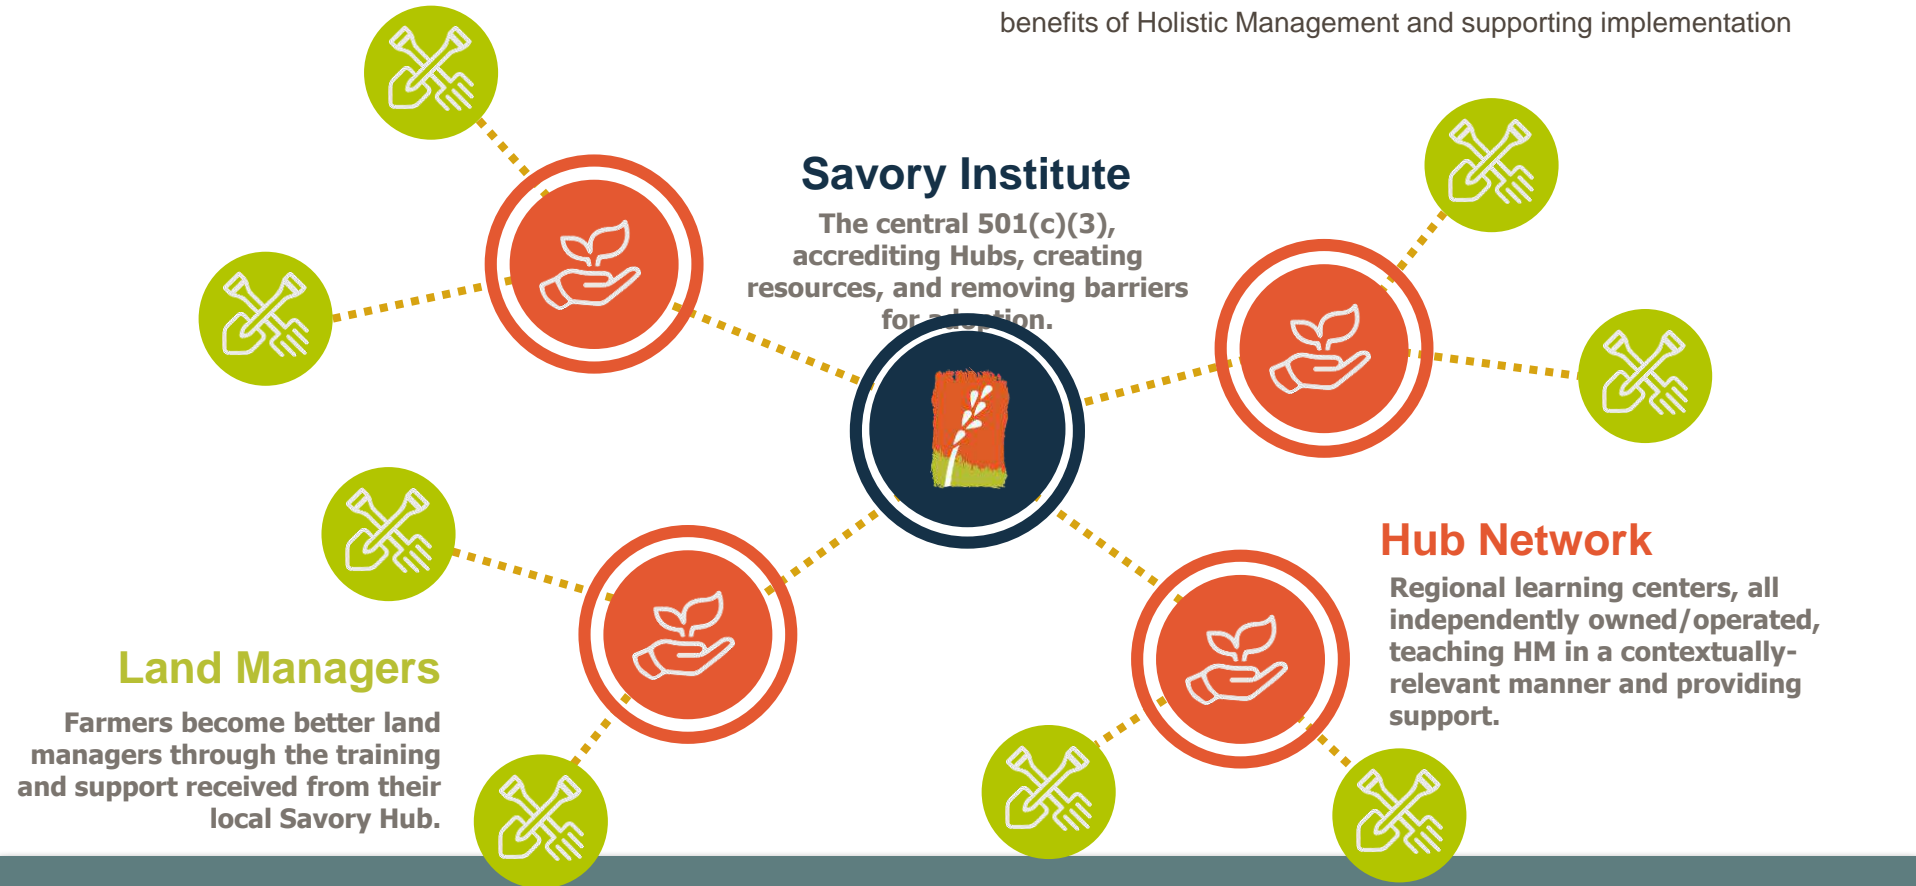 benefits of Holistic Management and supporting implementation
Savory Institute
The central 501(c)(3),
accrediting Hubs, creating
resources, and removing barriers
for adoption.
Hub Network
Regional learning centers, all
independently owned/operated,
teaching HM in a contextually-
relevant manner and providing
support.
Land Managers
Farmers become better land
managers through the training
and support received from their
local Savory Hub.